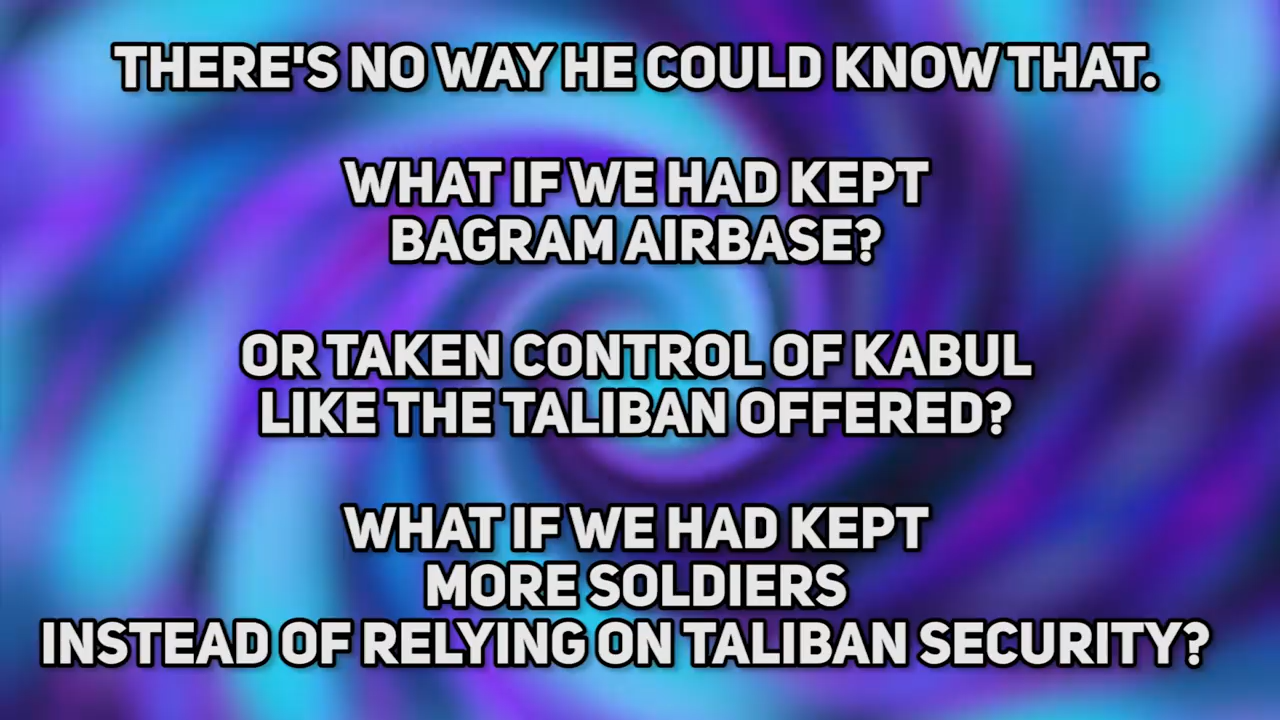 THERE'S NO WAY HE COULD KNOW THAT.
WHAT IF WE HAD KEPT
BAGRAM AIRBASE?
OR TAKEN CONTROL OF KABUL
LIKE THE TALIBAN OFFERED?
WHAT IF WE HAD KEPT
MORE SOLDIERS
INSTEAD OF RELYING ON TALIBAN SECURITY?